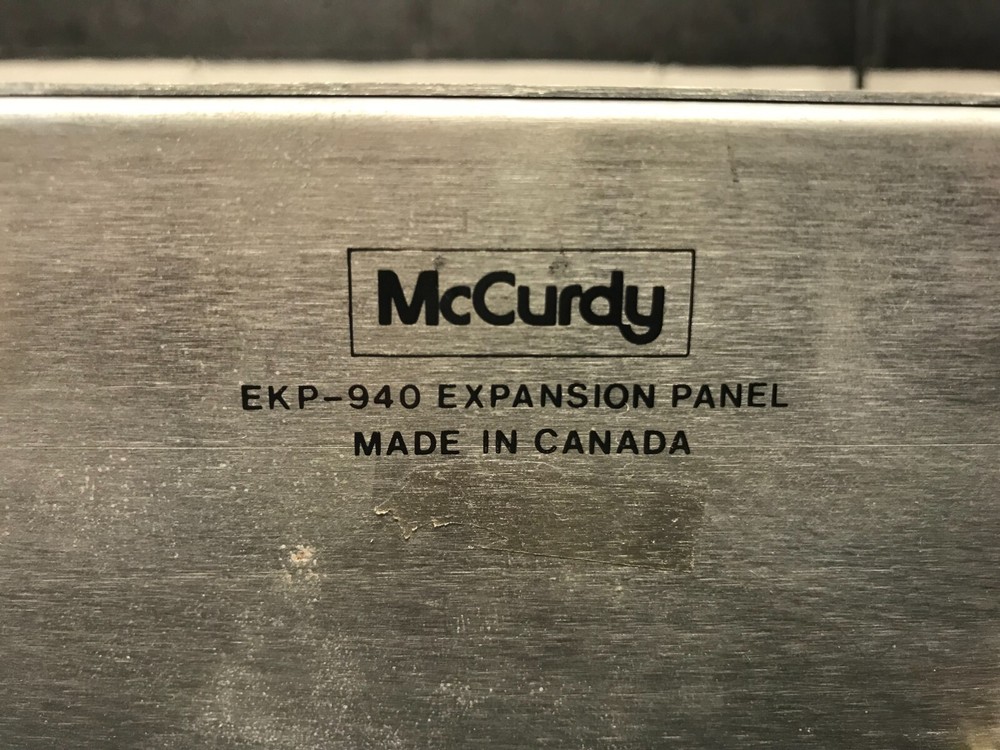 McCurdy
EKP-940 EXPANSION PANEL
MADE IN CANADA